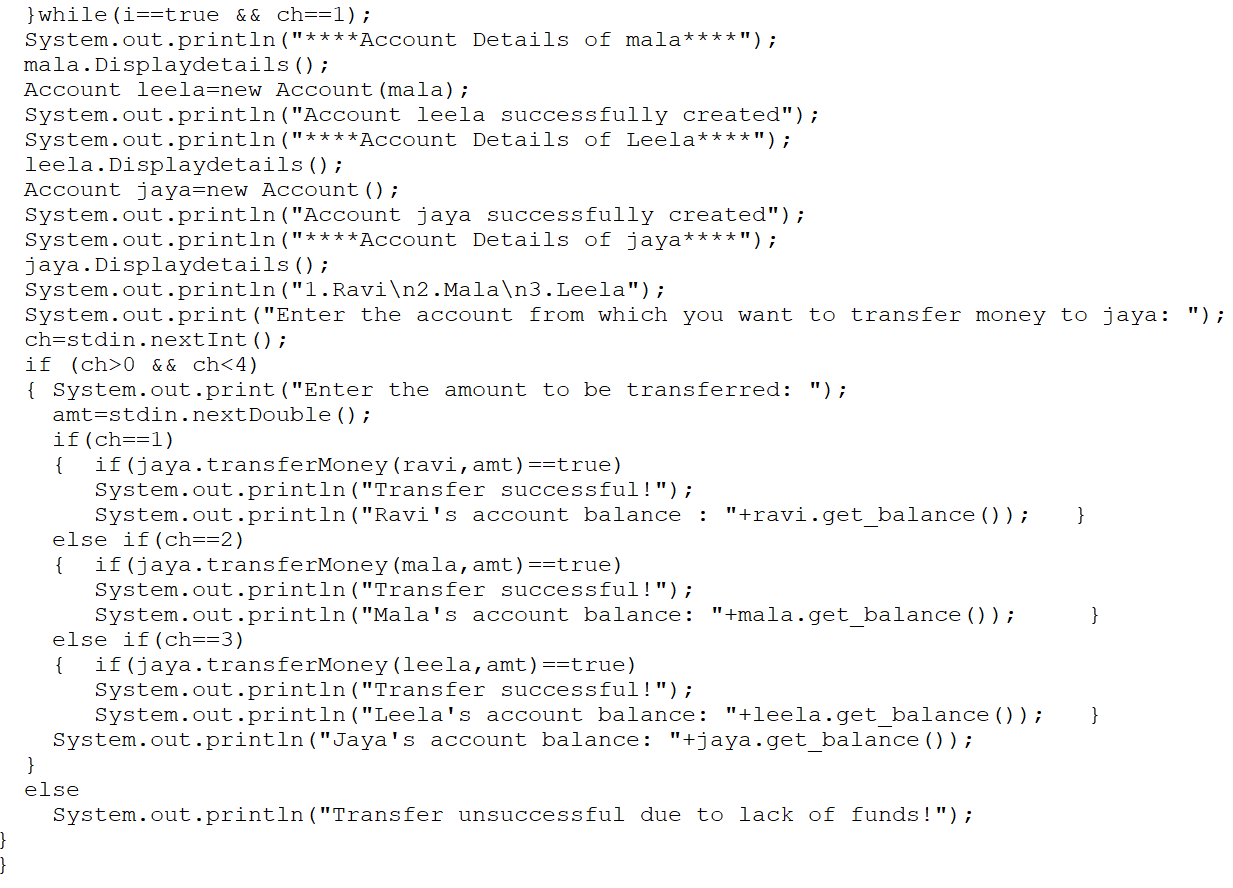 }while(i==true && ch==1);
System.out.println("****Account Details of mala****");
mala.Displaydetails();
Account leela=new Account(mala);
System.out.println("Account leela successfully created");
System.out.println("****Account Details of Leela****");
leela.Displaydetails();
Account jaya=new Account();
System.out.println("Account jaya successfully created");
System.out.println("****Account Details of jaya****");
jaya.Displaydetails();
System.out.println("1.Ravi\n2.Mala\n3.Leela");
System.out.print("Enter the account from which you want to transfer money to jaya: ");
ch=stdin.nextInt();
if (ch>0 && ch<4)
{ System.out.print("Enter the amount to be transferred: ");
amt=stdin.nextDouble();
if(ch==1)
{  if(jaya.transferMoney(ravi,amt)==true)
System.out.println("Transfer successful!");
System.out.println("Ravi's account balance : "+ravi.get_balance());   }
else if(ch==2)
{  if(jaya.transferMoney(mala,amt)==true)
System.out.println("Transfer successful!");
System.out.println("Mala's account balance: "+mala.get_balance());     }
else if(ch==3)
{  if(jaya.transferMoney(leela,amt)==true)
System.out.println("Transfer successful!");
System.out.println("Leela's account balance: "+leela.get_balance());   }
System.out.println("Jaya's account balance: "+jaya.get_balance());
}
else
System.out.println("Transfer unsuccessful due to lack of funds!");
}
}